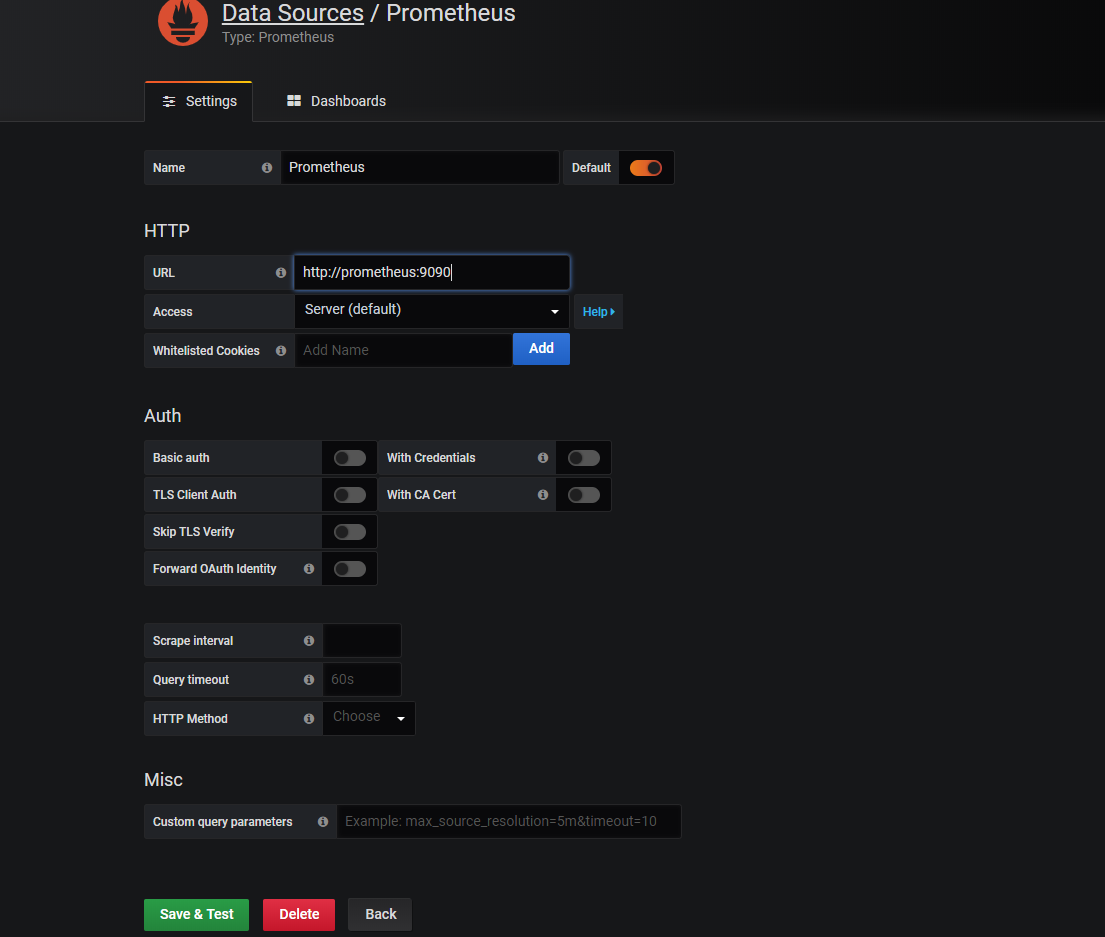 Data Sources / Prometheus
Type: Prometheus
Settings Dashboards
Name Prometheus Default
HTTP
URL http://prometheus:9090
Access Server (default) Help
Whitelisted Cookies Add Name Add
Auth
Basic auth With Credentials
TLS Client Auth With CA Cert
Skip TLS Verify
Forward OAuth Identity
Scrape interval
Query timeout 60s
HTTP Method Choose
Misc
Custom query parameters Example: max_source_resolution=5m&timeout=10
Save & Test Delete Back